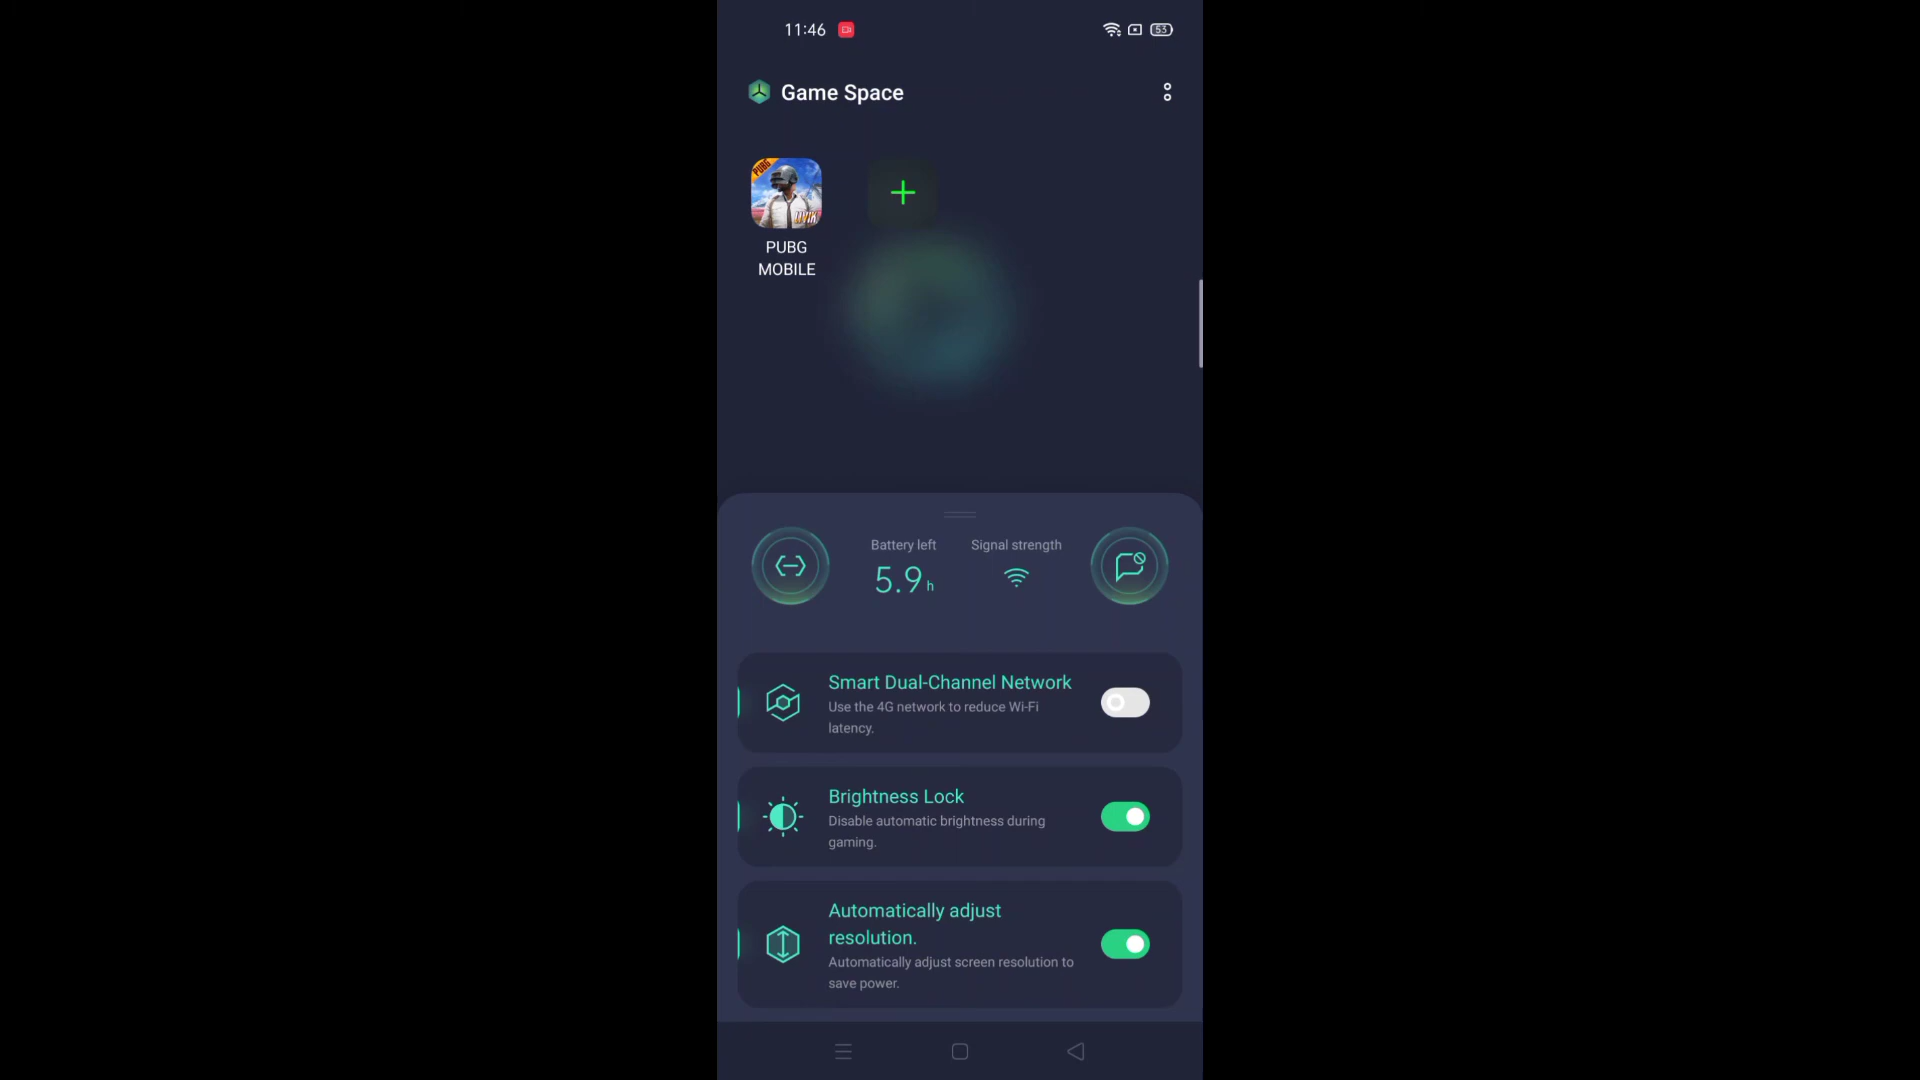 11:46
53
Game Space
PUBG
PUBG
MOBILE
Battery left
Signal strength
5.9 h
Smart Dual-Channel Network
Use the 4G network to reduce Wi-Fi
latency.
Brightness Lock
Disable automatic brightness during
gaming.
Automatically adjust
resolution.
Automatically adjust screen resolution to
save power.